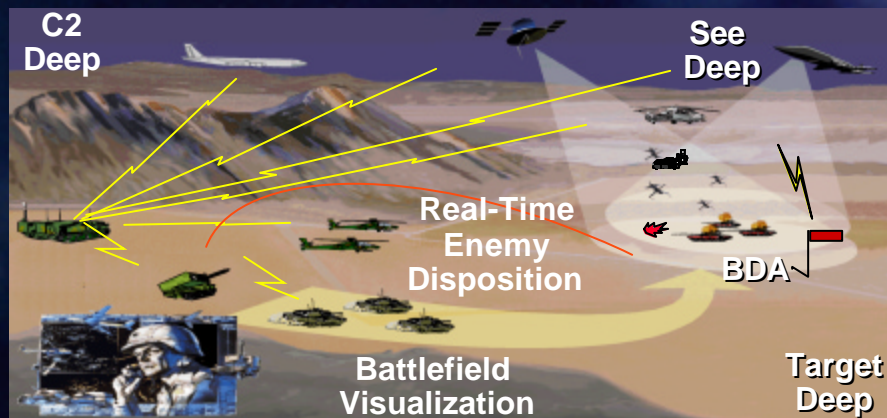 C2
Deep
See
Deep
Real-Time
Enemy
Disposition
BDA
Battlefield
Visualization
Target
Deep